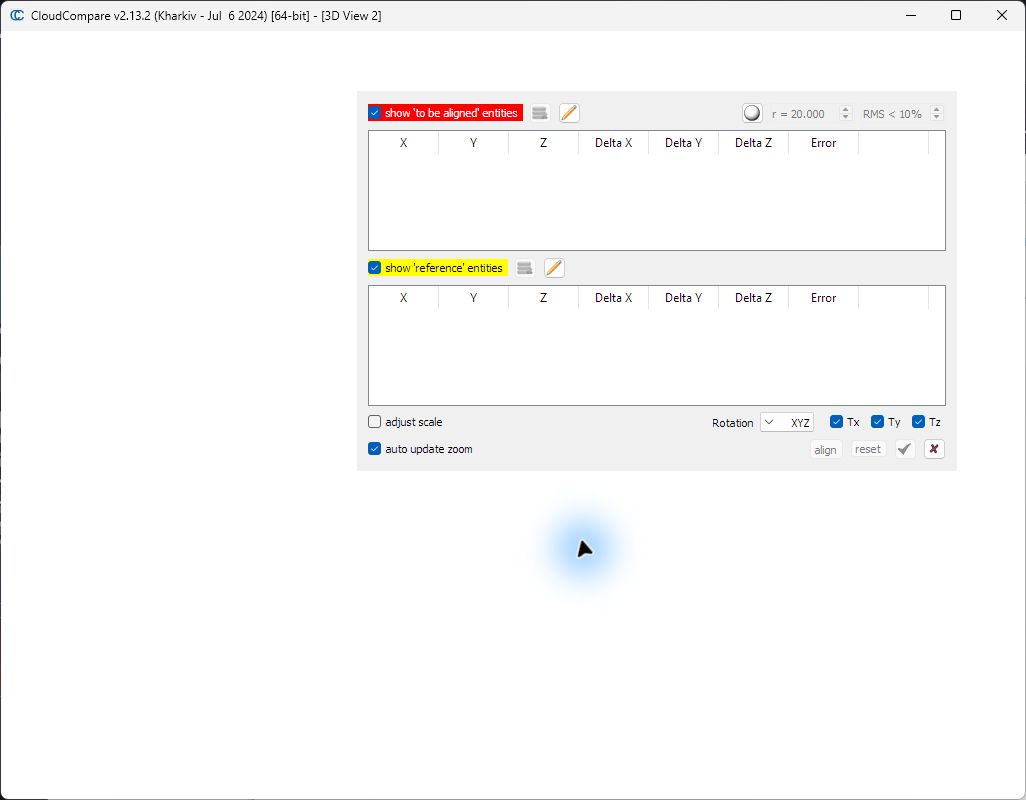 CloudCompare v2.13.2 (Kharkiv - Jul  6 2024) [64-bit] - [3D View 2]
show 'to be aligned' entities r = 20.000 RMS < 10%
X Y Z Delta X Delta Y Delta Z Error
show 'reference' entities
X Y Z Delta X Delta Y Delta Z Error
adjust scale Rotation XYZ Tx Ty Tz
auto update zoom align reset